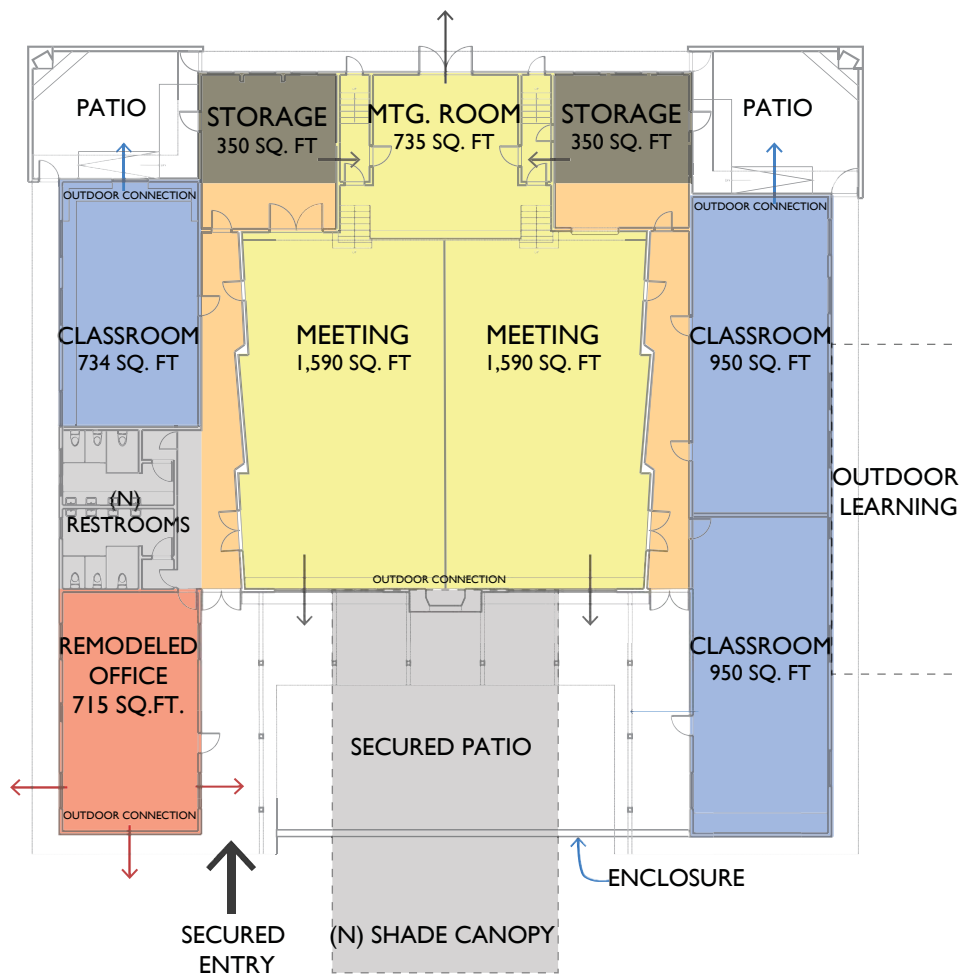 PATIO
STORAGE
350 SQ. FT
MTG. ROOM
735 SQ. FT
STORAGE
350 SQ. FT
PATIO
OUTDOOR CONNECTION
OUTDOOR CONNECTION
CLASSROOM
734 SQ. FT
MEETING
1,590 SQ. FT
MEETING
1,590 SQ. FT
CLASSROOM
950 SQ. FT
(N)
RESTROOMS
OUTDOOR
LEARNING
OUTDOOR CONNECTION
REMODELED
OFFICE
715 SQ.FT.
CLASSROOM
950 SQ. FT
SECURED PATIO
OUTDOOR CONNECTION
ENCLOSURE
SECURED
ENTRY
(N) SHADE CANOPY